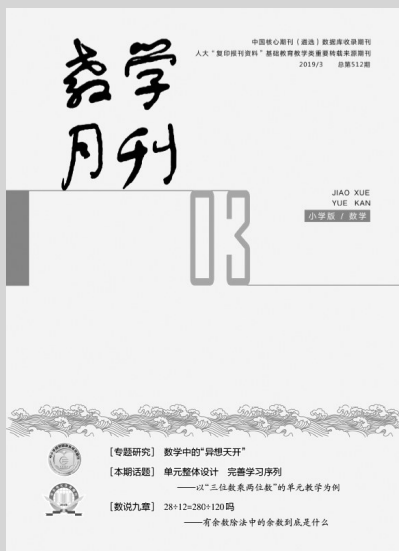 中国核心期刊（遴选）数据库收录期刊
人大“复印报刊资料”基础教育教学类重要转载来源期刊
2019/3 总第512期
教学
月刊
JIAO XUE
YUE KAN
小学版 / 数学
03
［专题研究］ 数学中的“异想天开”
［本期话题］ 单元整体设计 完善学习序列
——以“三位数乘两位数”的单元教学为例
［数说九章］ 28÷12=280÷120吗
——有余数除法中的余数到底是什么